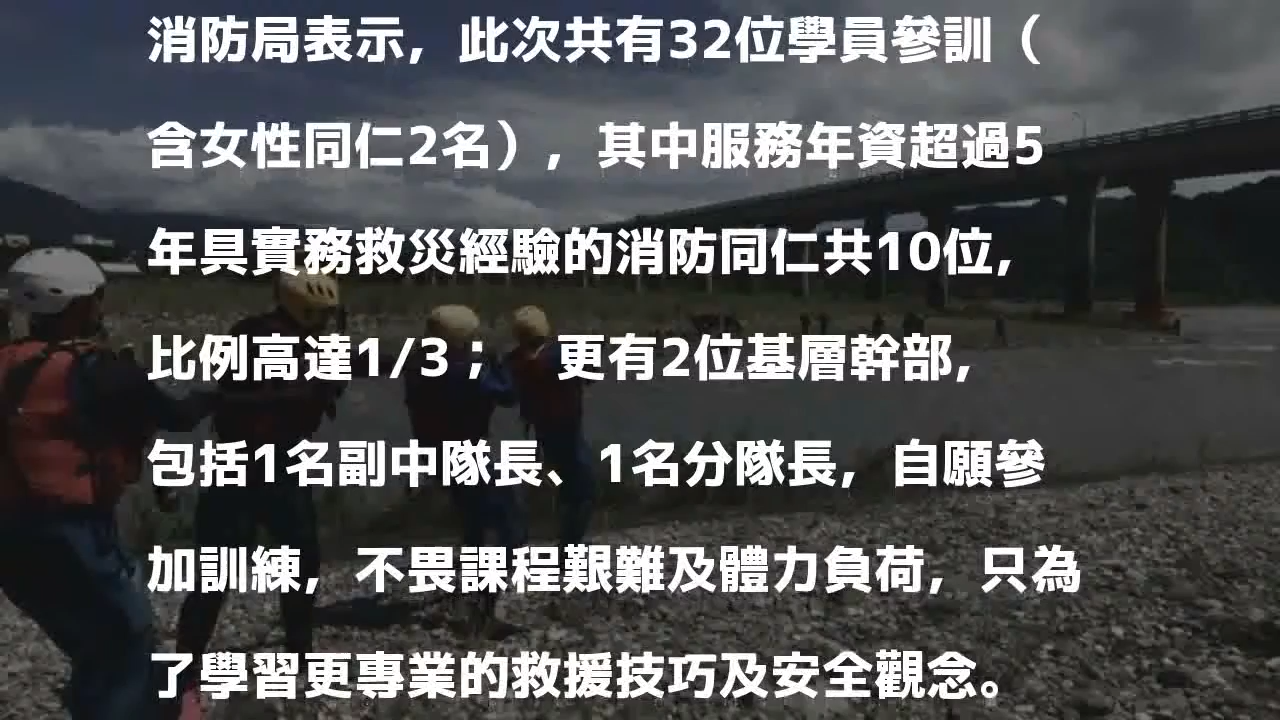 消防局表示，此次共有32位學員參訓（
含女性同仁2名），其中服務年資超過5
年具實務救災經驗的消防同仁共10位，
比例高達1/3；　更有2位基層幹部，
包括1名副中隊長、1名分隊長，自願參
加訓練，不畏課程艱難及體力負荷，只為
了學習更專業的救援技巧及安全觀念。